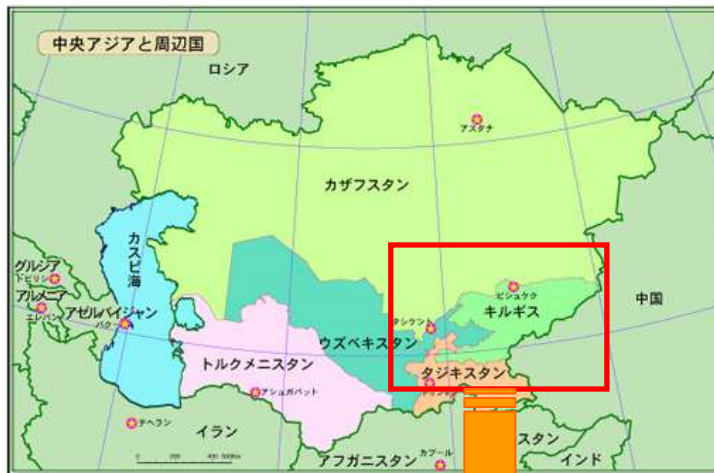 中央アジアと周辺国
ロシア
アスタナ
カザフスタン
カスピ海
グルジア
トビリシ
アルメニア
エレバン
アゼルバイジャン
バクー
ビシュケク
キルギス
中国
タシケント
ウズベキスタン
トルクメニスタン
タジキスタン
アシュガバット
テヘラン
イラン
アフガニスタン
カブール
スタン
インド
0 200 400 500km